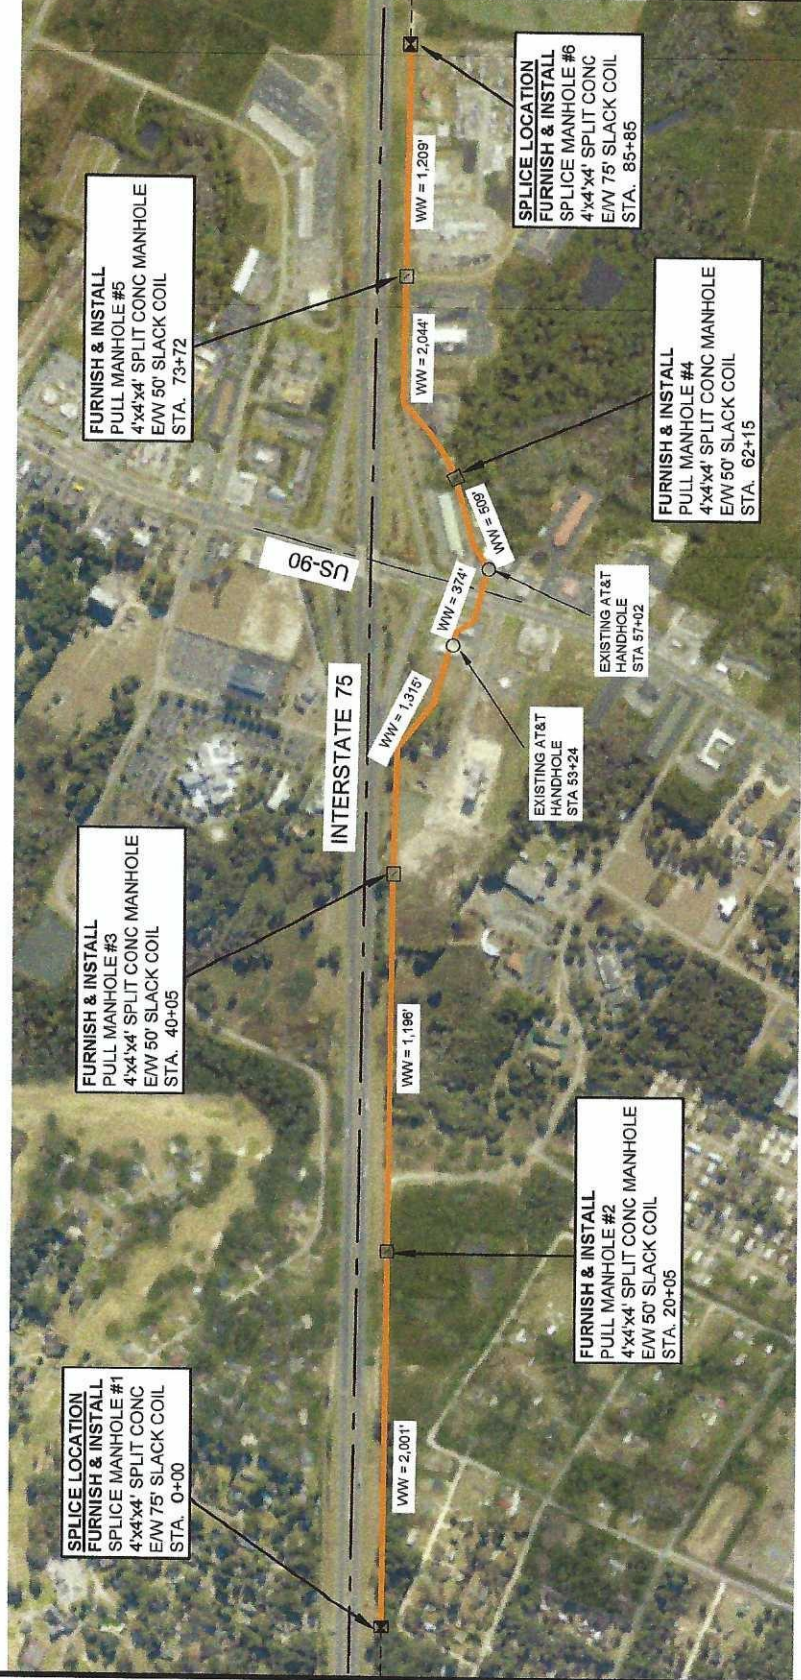 SPLICE LOCATION
FURNISH & INSTALL
SPLICE MANHOLE #1
4'x4'x4' SPLIT CONC
E/W 75' SLACK COIL
STA. 0+00
WW = 2,001'
FURNISH & INSTALL
PULL MANHOLE #2
4'x4'x4' SPLIT CONC MANHOLE
E/W 50' SLACK COIL
STA. 20+05
WW = 1,196'
FURNISH & INSTALL
PULL MANHOLE #3
4'x4'x4' SPLIT CONC MANHOLE
E/W 50' SLACK COIL
STA. 40+05
INTERSTATE 75
WW = 1,315'
EXISTING AT&T
HANDHOLE
STA 53+24
WW = 374'
US-90
EXISTING AT&T
HANDHOLE
STA 57+02
WW = 509'
FURNISH & INSTALL
PULL MANHOLE #4
4'x4'x4' SPLIT CONC MANHOLE
E/W 50' SLACK COIL
STA. 62+15
WW = 2,044'
FURNISH & INSTALL
PULL MANHOLE #5
4'x4'x4' SPLIT CONC MANHOLE
E/W 50' SLACK COIL
STA. 73+72
WW = 1,209'
SPLICE LOCATION
FURNISH & INSTALL
SPLICE MANHOLE #6
4'x4'x4' SPLIT CONC
E/W 75' SLACK COIL
STA. 85+85